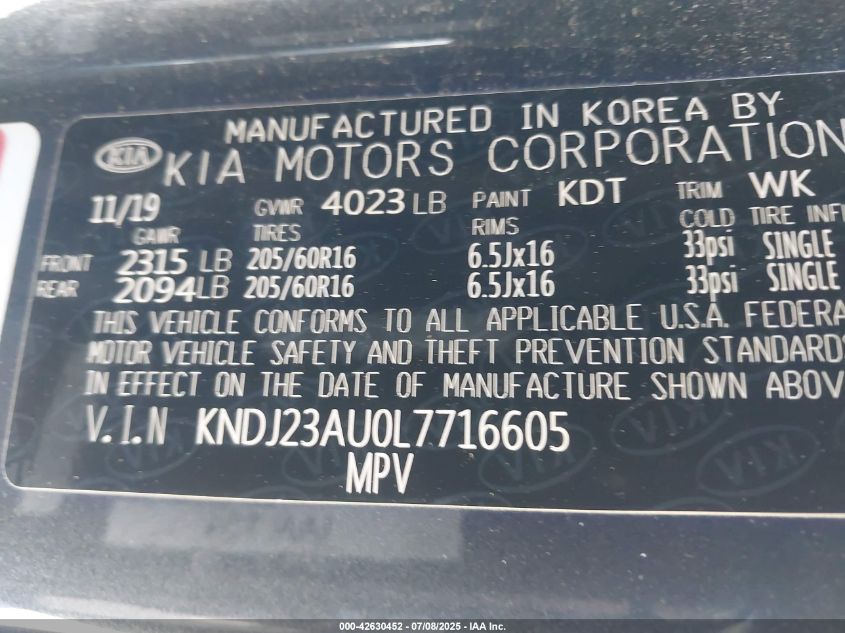 MANUFACTURED IN KOREA BY
KIA KIA MOTORS CORPORATION
11/19 GVWR 4023 LB PAINT KDT TRIM WK
GAWR TIRES RIMS COLD TIRE INFL
FRONT 2315 LB 205/60R16 6.5Jx16 33psi SINGLE
REAR 2094 LB 205/60R16 6.5Jx16 33psi SINGLE
THIS VEHICLE CONFORMS TO ALL APPLICABLE U.S.A. FEDERA
MOTOR VEHICLE SAFETY AND THEFT PREVENTION STANDARDS
IN EFFECT ON THE DATE OF MANUFACTURE SHOWN ABOV
V.I.N KNDJ23AU0L7716605
MPV
000-42630452 - 07/08/2025 - IAA Inc.